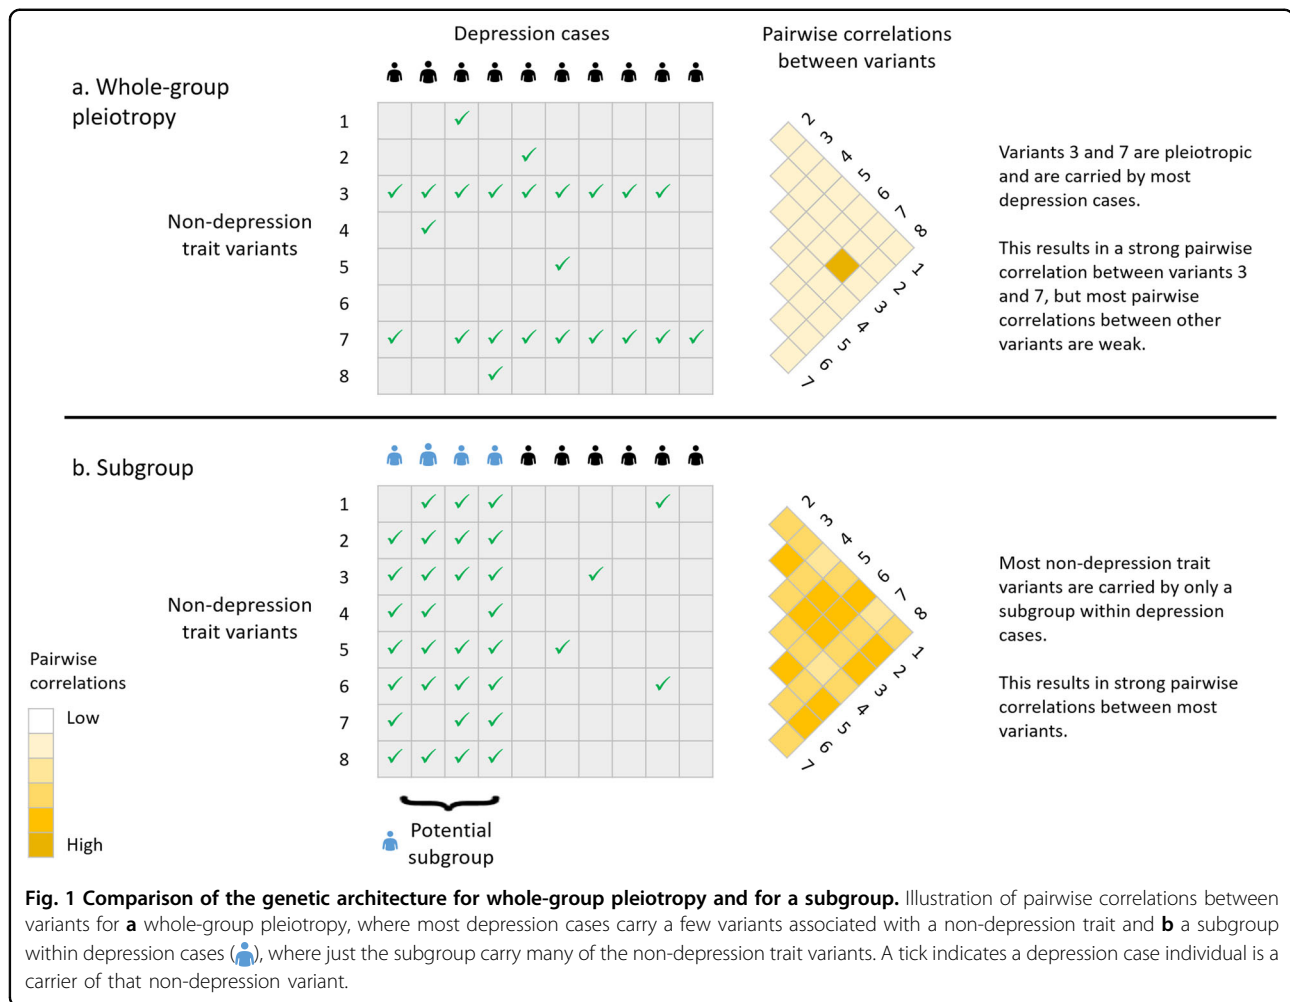 Depression cases
Pairwise correlations
between variants
a. Whole-group
pleiotropy
Non-depression
trait variants
1
2
3
4
5
6
7
8
2
3
4
5
6
7
8
1
2
3
4
5
6
7
Variants 3 and 7 are pleiotropic
and are carried by most
depression cases.
This results in a strong pairwise
correlation between variants 3
and 7, but most pairwise
correlations between other
variants are weak.
b. Subgroup
Non-depression
trait variants
1
2
3
4
5
6
7
8
2
3
4
5
6
7
8
1
2
3
4
5
6
7
Most non-depression trait
variants are carried by only a
subgroup within depression
cases.
This results in strong pairwise
correlations between most
variants.
Pairwise
correlations
Low
High
Potential
subgroup
Fig. 1 Comparison of the genetic architecture for whole-group pleiotropy and for a subgroup. Illustration of pairwise correlations between
variants for a whole-group pleiotropy, where most depression cases carry a few variants associated with a non-depression trait and b a subgroup
within depression cases (), where just the subgroup carry many of the non-depression trait variants. A tick indicates a depression case individual is a
carrier of that non-depression variant.